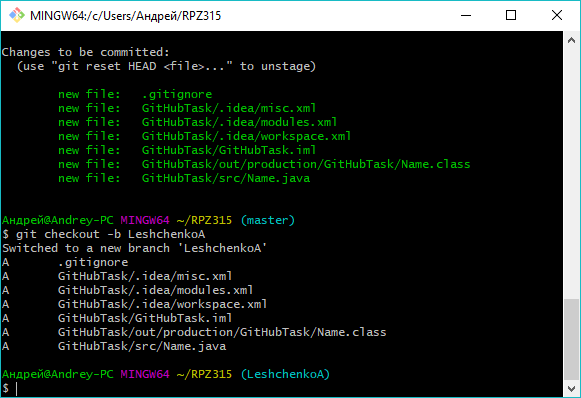 MINGW64:/c/Users/Андрей/RPZ315
Changes to be committed:
  (use "git reset HEAD <file>..." to unstage)
        new file:   .gitignore
        new file:   GitHubTask/.idea/misc.xml
        new file:   GitHubTask/.idea/modules.xml
        new file:   GitHubTask/.idea/workspace.xml
        new file:   GitHubTask/GitHubTask.iml
        new file:   GitHubTask/out/production/GitHubTask/Name.class
        new file:   GitHubTask/src/Name.java
Андрей@Andrey-PC MINGW64 ~/RPZ315 (master)
$ git checkout -b LeshchenkoA
Switched to a new branch 'LeshchenkoA'
A       .gitignore
A       GitHubTask/.idea/misc.xml
A       GitHubTask/.idea/modules.xml
A       GitHubTask/.idea/workspace.xml
A       GitHubTask/GitHubTask.iml
A       GitHubTask/out/production/GitHubTask/Name.class
A       GitHubTask/src/Name.java
Андрей@Andrey-PC MINGW64 ~/RPZ315 (LeshchenkoA)
$